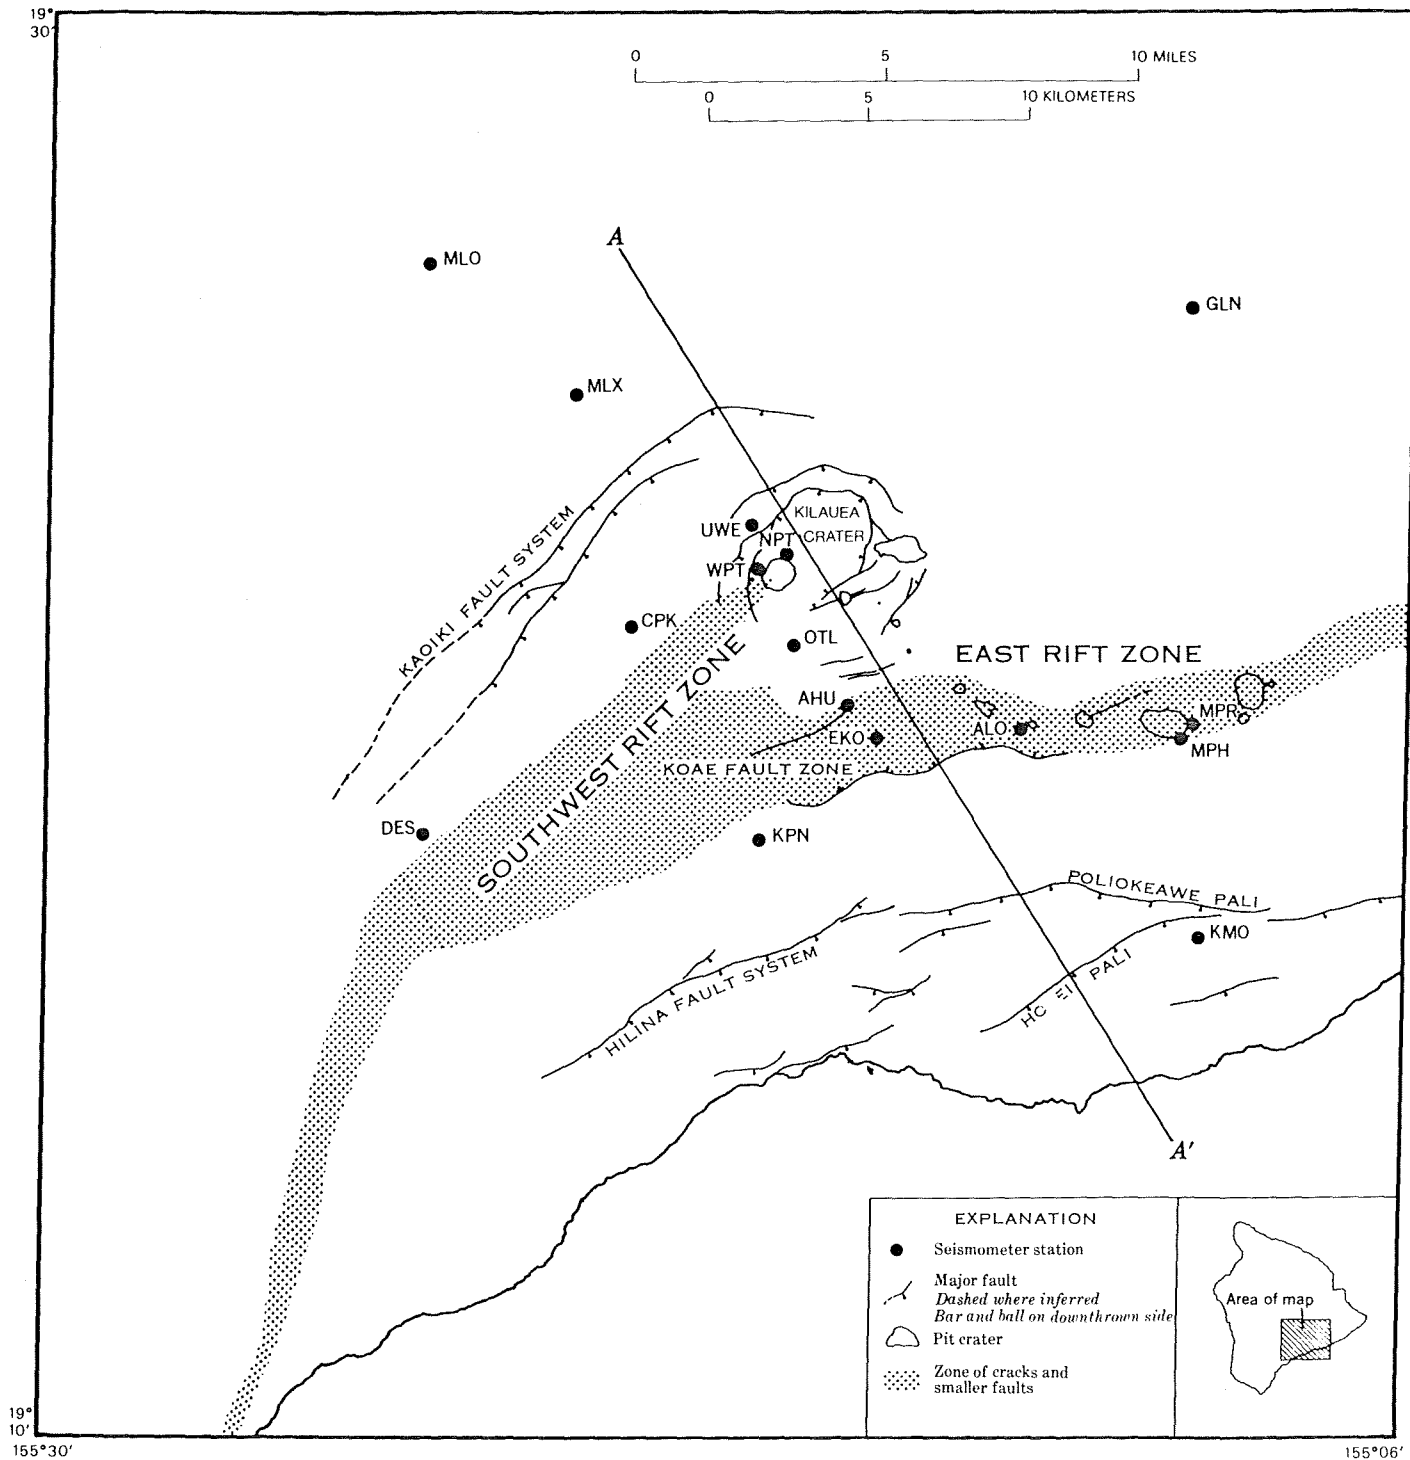 19°
30'
0 5 10 MILES
0 5 10 KILOMETERS
A
MLO
GLN
MLX
KAOIKI FAULT SYSTEM
UWE
NPT
KILAUEA
CRATER
WPT
CPK
OTL
SOUTHWEST RIFT ZONE
EAST RIFT ZONE
AHU
EKO
ALO
MPR
MPH
KOAE FAULT ZONE
DES
KPN
POLIOKEAWE PALI
KMO
HILINA FAULT SYSTEM
HC EI PALI
A'
EXPLANATION
Seismometer station
Major fault
Dashed where inferred
Bar and ball on downthrown side
Pit crater
Zone of cracks and
smaller faults
Area of map
19°
10'
155°30'
155°06'